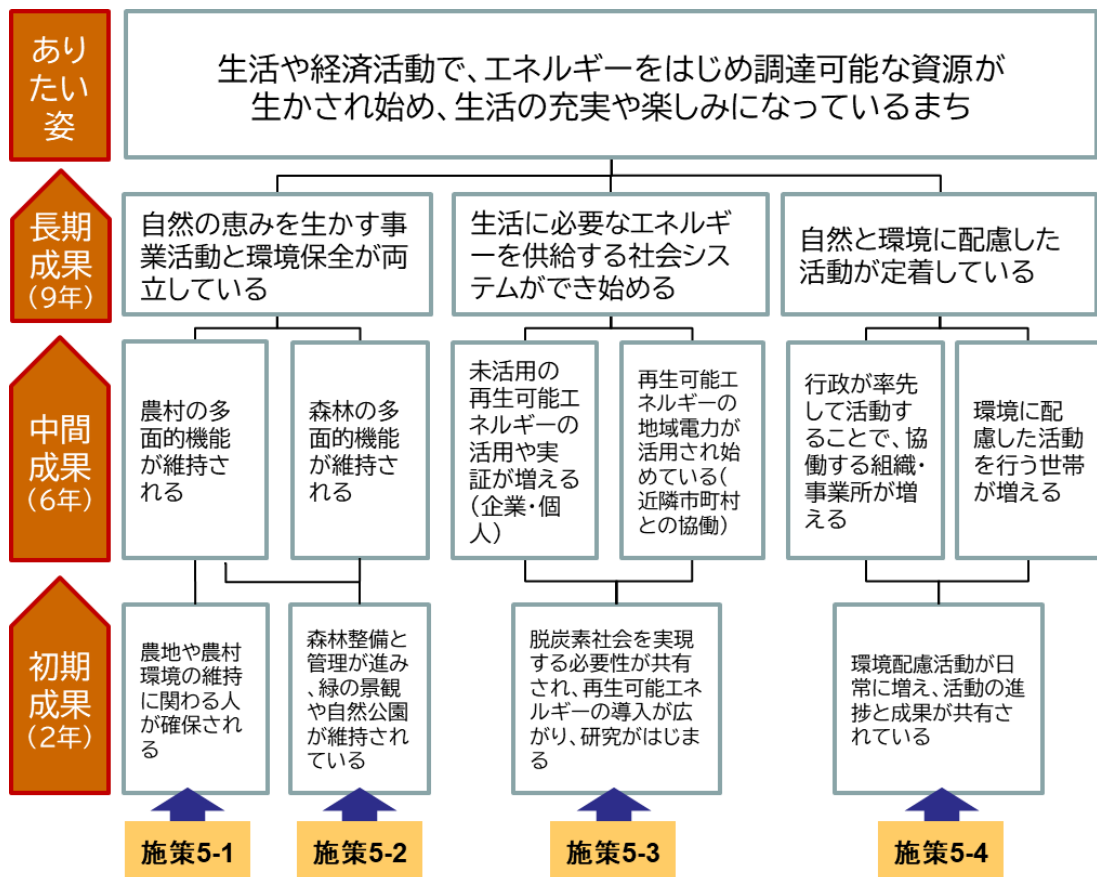 あり
たい
姿
生活や経済活動で、エネルギーをはじめ調達可能な資源が
生かされ始め、生活の充実や楽しみになっているまち
長期
成果
(9年)
自然の恵みを生かす事
業活動と環境保全が両
立している
生活に必要なエネルギ
ーを供給する社会シス
テムができ始める
自然と環境に配慮した
活動が定着している
中間
成果
(6年)
農村の多
面的機能
が維持さ
れる
森林の多
面的機能
が維持さ
れる
未活用の
再生可能エ
ネルギーの
活用や実
証が増える
(企業・個
人)
再生可能エ
ネルギーの
地域電力が
活用され始
めている(
近隣市町村
との協働)
行政が率先
して活動す
ることで、協
働する組織・
事業所が増
える
環境に配
慮した活動
を行う世帯
が増える
初期
成果
(2年)
農地や農村
環境の維持
に関わる人
が確保され
る
森林整備と
管理が進み
、緑の景観
や自然公園
が維持され
ている
脱炭素社会を実現
する必要性が共有
され、再生可能エネ
ルギーの導入が広
がり、研究がはじま
る
環境配慮活動が日
常に増え、活動の進
捗と成果が共有さ
れている
施策5-1
施策5-2
施策5-3
施策5-4